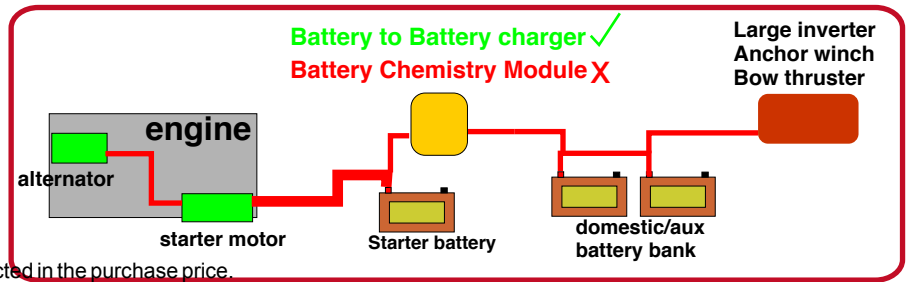 Battery to Battery charger
Battery Chemistry Module X
Large inverter
Anchor winch
Bow thruster
engine
alternator
starter motor
Starter battery
domestic/aux
battery bank
cted in the purchase price.